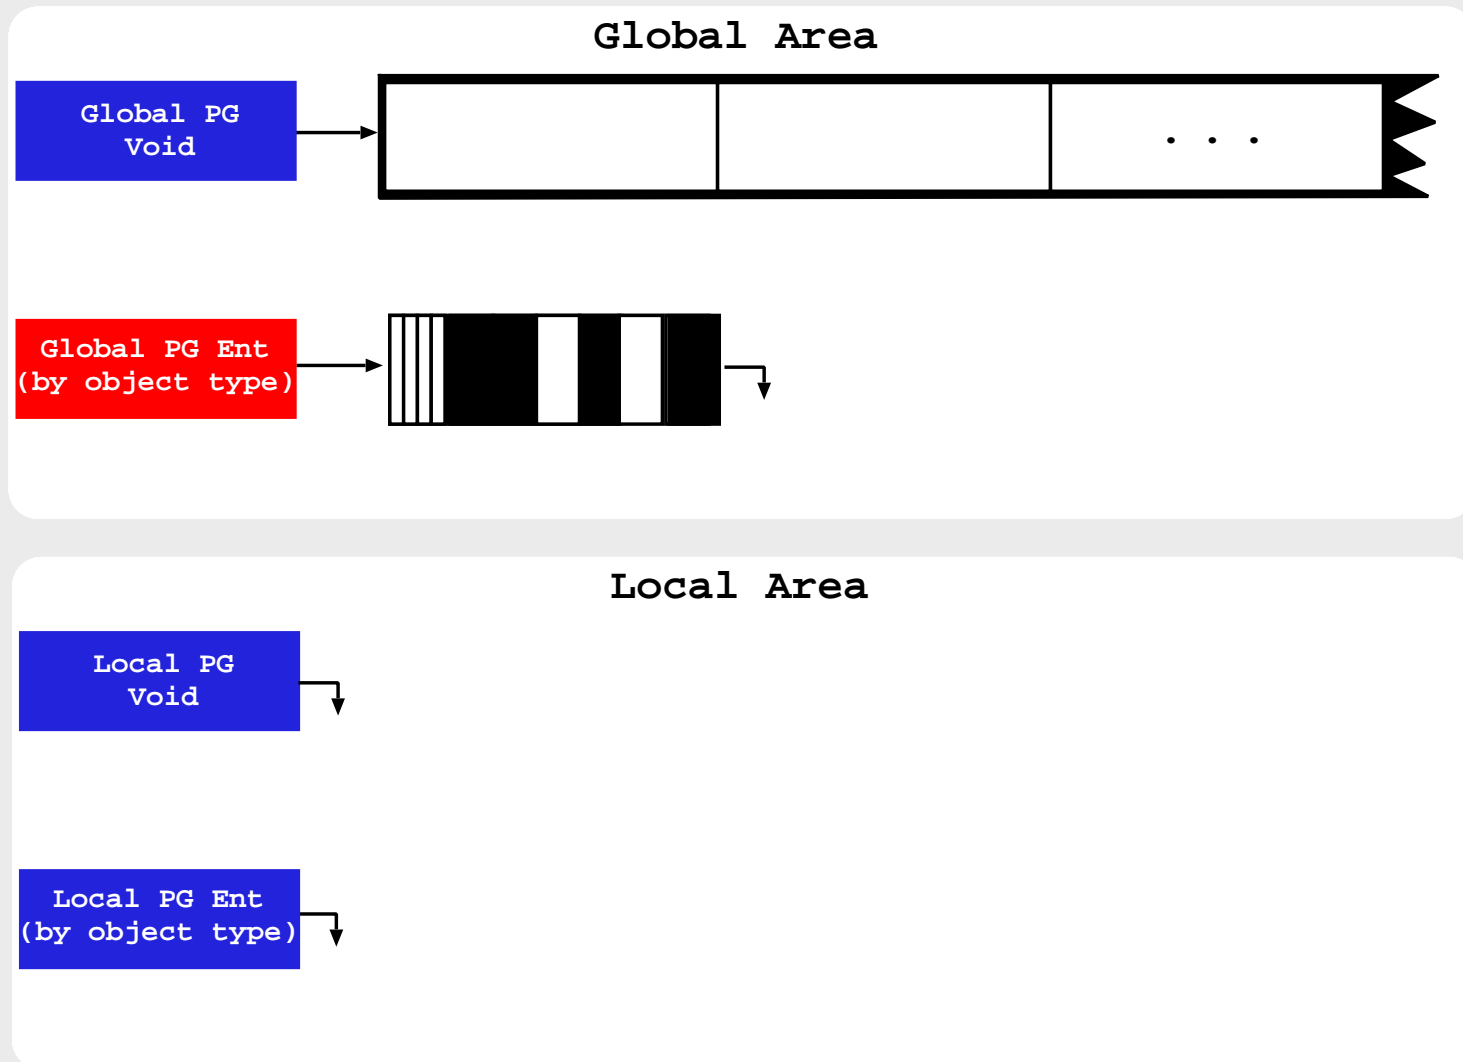 Global Area
Global PG
Void
. . .
Global PG Ent
(by object type)
Local Area
Local PG
Void
Local PG Ent
(by object type)